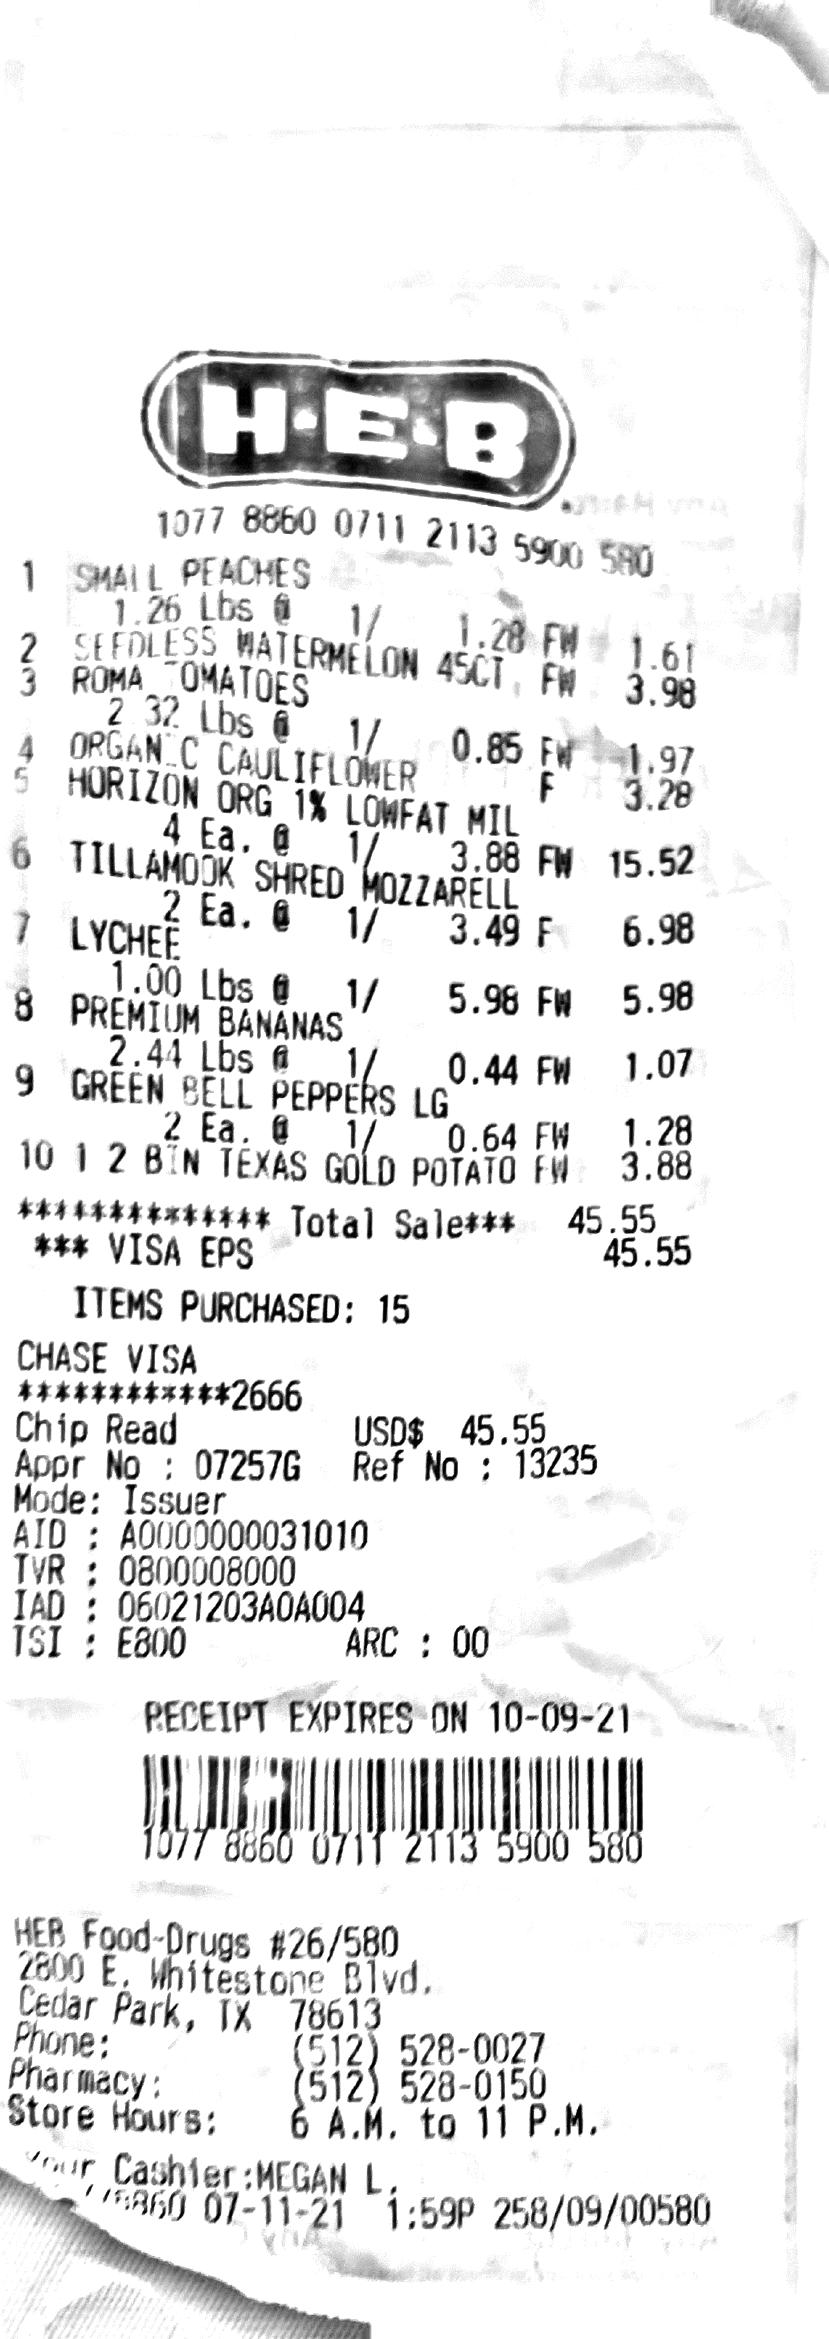 H-E-B
1077 8860 0711 2113 5900 580
1 SMALL PEACHES
1.26 Lbs @ 1/ 1.28 FW 1.61
2 SEEDLESS WATERMELON 45CT FW 3.98
3 ROMA TOMATOES
2.32 Lbs @ 1/ 0.85 FW 1.97
4 ORGANIC CAULIFLOWER F 3.28
5 HORIZON ORG 1% LOWFAT MIL
4 Ea. @ 1/ 3.88 FW 15.52
6 TILLAMOOK SHRED MOZZARELL
2 Ea. @ 1/ 3.49 F 6.98
7 LYCHEE
1.00 Lbs @ 1/ 5.98 FW 5.98
8 PREMIUM BANANAS
2.44 Lbs @ 1/ 0.44 FW 1.07
9 GREEN BELL PEPPERS LG
2 Ea. @ 1/ 0.64 FW 1.28
10 1 2 BIN TEXAS GOLD POTATO FW 3.88
************** Total Sale*** 45.55
*** VISA EPS 45.55
ITEMS PURCHASED: 15
CHASE VISA
************2666
Chip Read USD$ 45.55
Appr No : 07257G Ref No : 13235
Mode: Issuer
AID : A0000000031010
TVR : 0800008000
IAD : 06021203A0A004
TSI : E800 ARC : 00
RECEIPT EXPIRES ON 10-09-21
1077 8860 0711 2113 5900 580
HEB Food-Drugs #26/580
2800 E. Whitestone Blvd.
Cedar Park, TX 78613
Phone: (512) 528-0027
Pharmacy: (512) 528-0150
Store Hours: 6 A.M. to 11 P.M.
Your Cashier:MEGAN L.
07-11-21 1:59P 258/09/00580